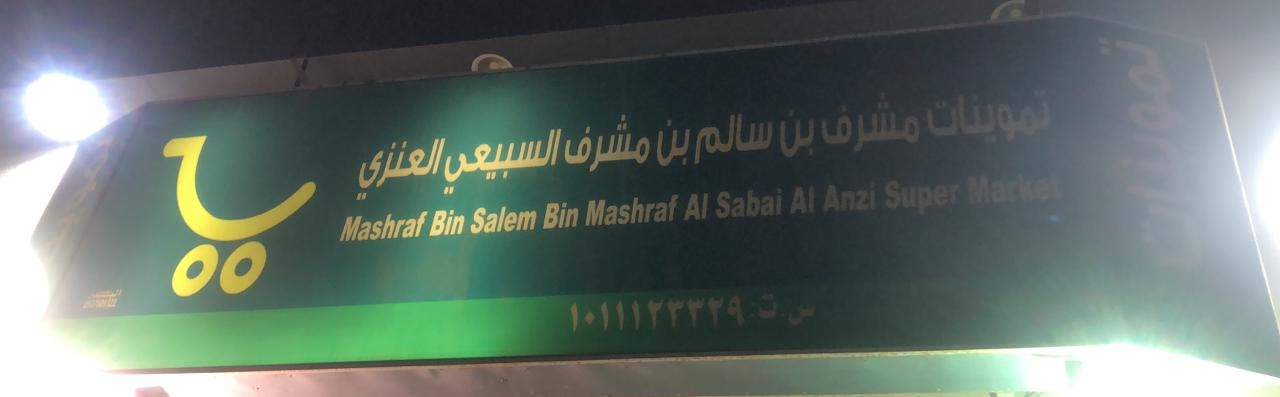 تموينات مشرف بن سالم بن مشرف السبيعي العنزي
Mashraf Bin Salem Bin Mashraf Al Sabai Al Anzi Super Market
س.ت: ١٠١١١٢٣٣٢٩
تموينات